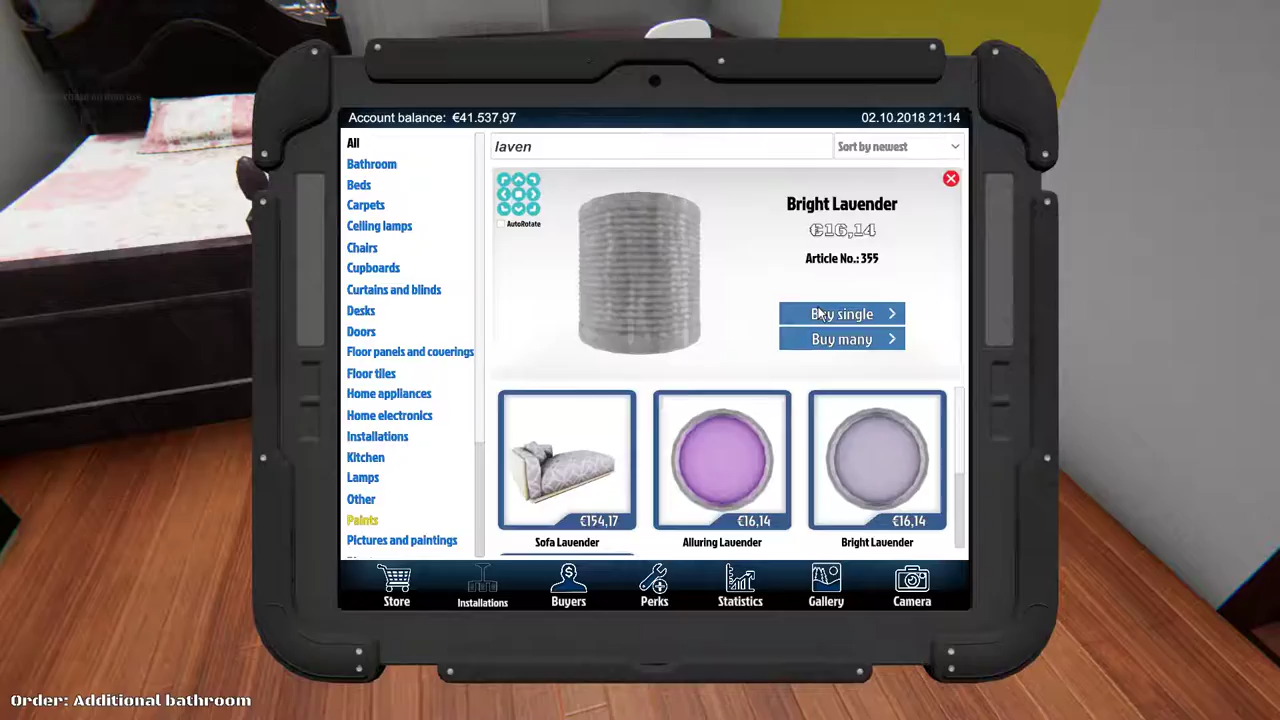 Account balance: €41.537,97
02.10.2018 21:14
All
Bathroom
Beds
Carpets
Ceiling lamps
Chairs
Cupboards
Curtains and blinds
Desks
Doors
Floor panels and coverings
Floor tiles
Home appliances
Home electronics
Installations
Kitchen
Lamps
Other
Paints
Pictures and paintings
laven
Sort by newest
AutoRotate
Bright Lavender
€16,14
Article No.: 355
Buy single
Buy many
€154,17
€16,14
€16,14
Sofa Lavender
Alluring Lavender
Bright Lavender
Store
Installations
Buyers
Perks
Statistics
Gallery
Camera
Order: Additional bathroom